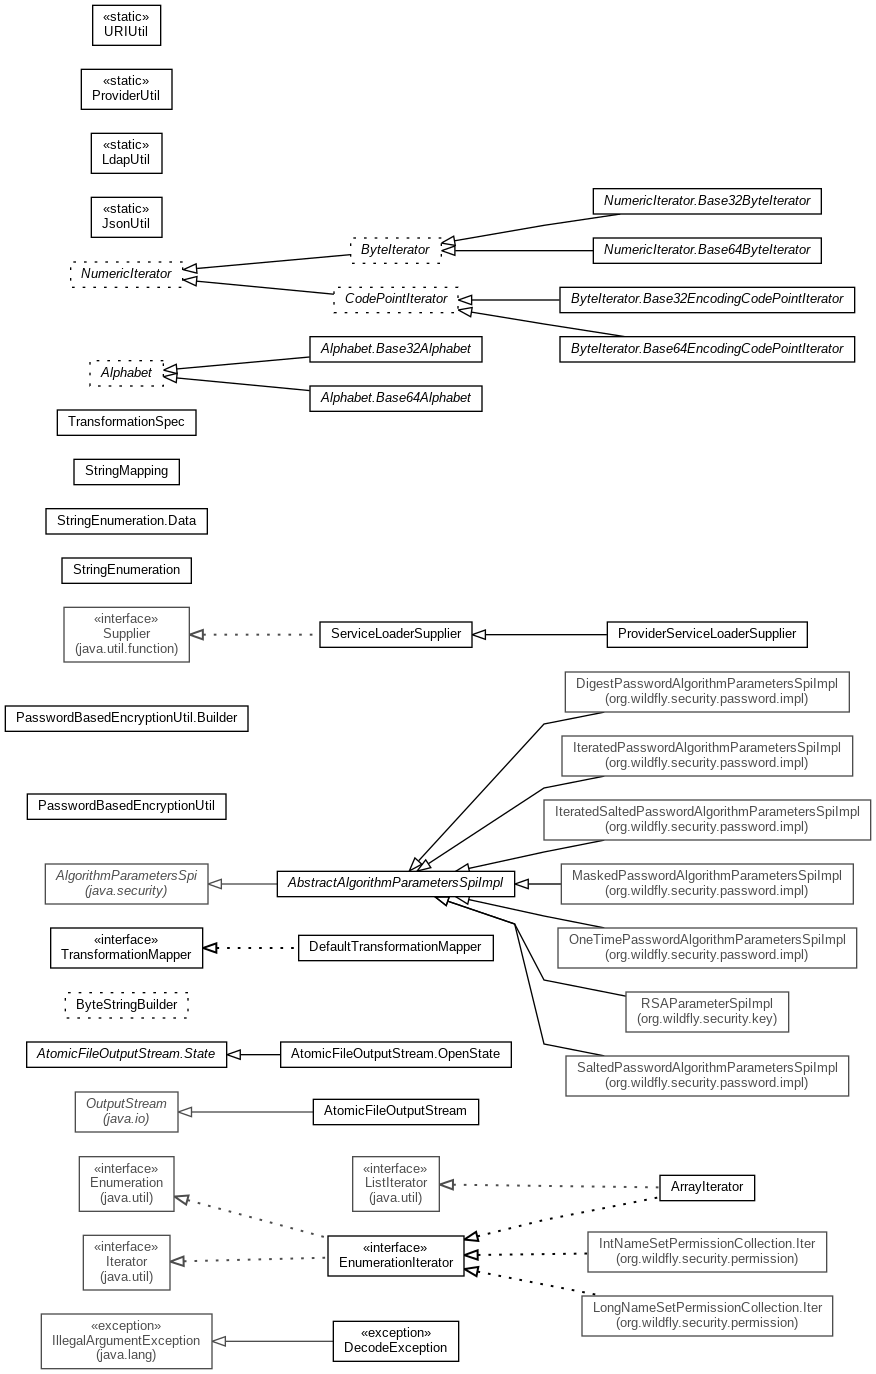 «static»
URIUtil
«static»
ProviderUtil
«static»
LdapUtil
«static»
JsonUtil
NumericIterator
ByteIterator
NumericIterator.Base32ByteIterator
NumericIterator.Base64ByteIterator
CodePointIterator
ByteIterator.Base32EncodingCodePointIterator
ByteIterator.Base64EncodingCodePointIterator
Alphabet
Alphabet.Base32Alphabet
Alphabet.Base64Alphabet
TransformationSpec
StringMapping
StringEnumeration.Data
StringEnumeration
«interface»
Supplier
(java.util.function)
ServiceLoaderSupplier
ProviderServiceLoaderSupplier
PasswordBasedEncryptionUtil.Builder
PasswordBasedEncryptionUtil
AlgorithmParametersSpi
(java.security)
AbstractAlgorithmParametersSpiImpl
DigestPasswordAlgorithmParametersSpiImpl
(org.wildfly.security.password.impl)
IteratedPasswordAlgorithmParametersSpiImpl
(org.wildfly.security.password.impl)
IteratedSaltedPasswordAlgorithmParametersSpiImpl
(org.wildfly.security.password.impl)
MaskedPasswordAlgorithmParametersSpiImpl
(org.wildfly.security.password.impl)
OneTimePasswordAlgorithmParametersSpiImpl
(org.wildfly.security.password.impl)
RSAParameterSpiImpl
(org.wildfly.security.key)
SaltedPasswordAlgorithmParametersSpiImpl
(org.wildfly.security.password.impl)
«interface»
TransformationMapper
DefaultTransformationMapper
ByteStringBuilder
AtomicFileOutputStream.State
AtomicFileOutputStream.OpenState
OutputStream
(java.io)
AtomicFileOutputStream
«interface»
Enumeration
(java.util)
«interface»
ListIterator
(java.util)
ArrayIterator
«interface»
Iterator
(java.util)
«interface»
EnumerationIterator
IntNameSetPermissionCollection.Iter
(org.wildfly.security.permission)
LongNameSetPermissionCollection.Iter
(org.wildfly.security.permission)
«exception»
IllegalArgumentException
(java.lang)
«exception»
DecodeException